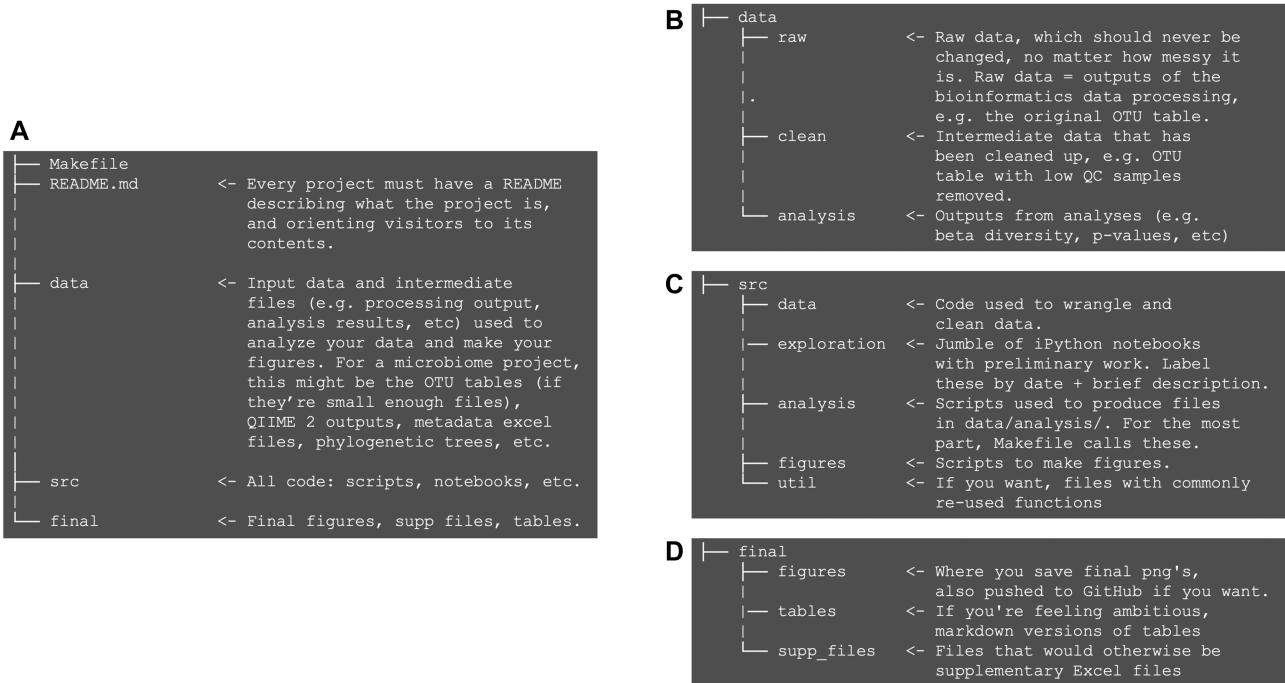 A
├── Makefile
├── README.md <- Every project must have a README
describing what the project is,
and orienting visitors to its
contents.
├── data <- Input data and intermediate
files (e.g. processing output,
analysis results, etc) used to
analyze your data and make your
figures. For a microbiome project,
this might be the OTU tables (if
they're small enough files),
QIIME 2 outputs, metadata excel
files, phylogenetic trees, etc.
├── src <- All code: scripts, notebooks, etc.
└── final <- Final figures, supp files, tables.
B
├── data
├── raw <- Raw data, which should never be
changed, no matter how messy it
is. Raw data = outputs of the
|. bioinformatics data processing,
e.g. the original OTU table.
├── clean <- Intermediate data that has
been cleaned up, e.g. OTU
table with low QC samples
removed.
└── analysis <- Outputs from analyses (e.g.
beta diversity, p-values, etc)
C
├── src
├── data <- Code used to wrangle and
clean data.
|── exploration <- Jumble of iPython notebooks
with preliminary work. Label
these by date + brief description.
├── analysis <- Scripts used to produce files
in data/analysis/. For the most
part, Makefile calls these.
├── figures <- Scripts to make figures.
└── util <- If you want, files with commonly
re-used functions
D
├── final
├── figures <- Where you save final png's,
also pushed to GitHub if you want.
|── tables <- If you're feeling ambitious,
markdown versions of tables
└── supp_files <- Files that would otherwise be
supplementary Excel files